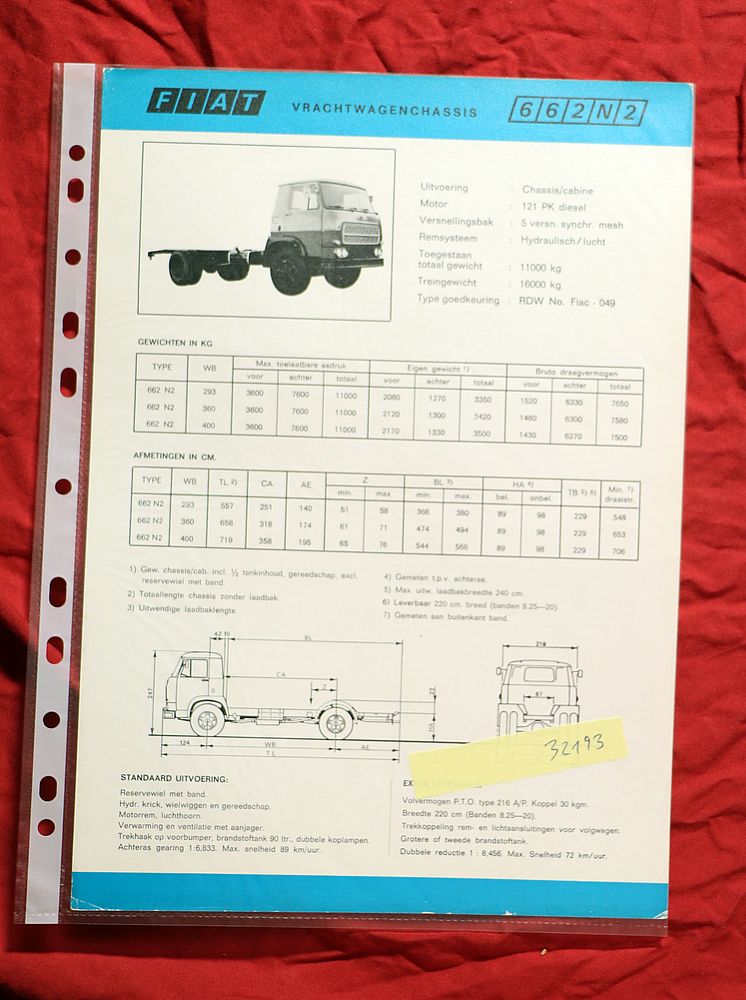 FIAT VRACHTWAGENCHASSIS 662N2
Uitvoering : Chassis/cabine
Motor : 121 PK diesel
Versnellingsbak : 5 versn. synchr. mesh
Remsysteem : Hydraulisch/lucht
Toegestaan
totaal gewicht : 11000 kg
Treingewicht : 16000 kg
Type goedkeuring : RDW No. Fiac - 049
GEWICHTEN IN KG
TYPE WB Max. toelaatbare asdruk Eigen gewicht 1) Bruto draagvermogen
voor achter totaal voor achter totaal voor achter totaal
662 N2 293 3600 7600 11000 2080 1270 3350 1520 6330 7650
662 N2 360 3600 7600 11000 2120 1300 3420 1480 6300 7580
662 N2 400 3600 7600 11000 2170 1330 3500 1430 6270 7500
AFMETINGEN IN CM.
TYPE WB TL 2) CA AE Z BL 3) HA 4) TB 5) 6) Min. 7)
min. max. min. max. bel. onbel. draaistr.
662 N2 293 557 251 140 51 58 366 380 89 98 229 548
662 N2 360 658 318 174 61 71 474 494 89 98 229 653
662 N2 400 719 358 195 65 76 544 566 89 98 229 706
1) Gew. chassis/cab. incl. ½ tankinhoud, gereedschap, excl.
reservewiel met band.
2) Totaallengte chassis zonder laadbak.
3) Uitwendige laadbaklengte.
4) Gemeten t.p.v. achteras.
5) Max. uitw. laadbakbreedte 240 cm.
6) Leverbaar 220 cm. breed (banden 8.25—20).
7) Gemeten aan buitenkant band.
42 10 BL
219
CA
Z
247
23
87
124 WB AE
TL
32193
STANDAARD UITVOERING:
Reservewiel met band.
Hydr. krick, wielwiggen en gereedschap.
Motorrem, luchthoorn.
Verwarming en ventilatie met aanjager.
Trekhaak op voorbumper, brandstoftank 90 ltr., dubbele koplampen.
Achteras gearing 1:6,833. Max. snelheid 89 km/uur.
Volvermogen P.T.O. type 216 A/P. Koppel 30 kgm.
Breedte 220 cm (Banden 8.25—20).
Trekkoppeling rem- en lichtaansluitingen voor volgwagen.
Grotere of tweede brandstoftank.
Dubbele reductie 1 : 8,456. Max. Snelheid 72 km/uur.